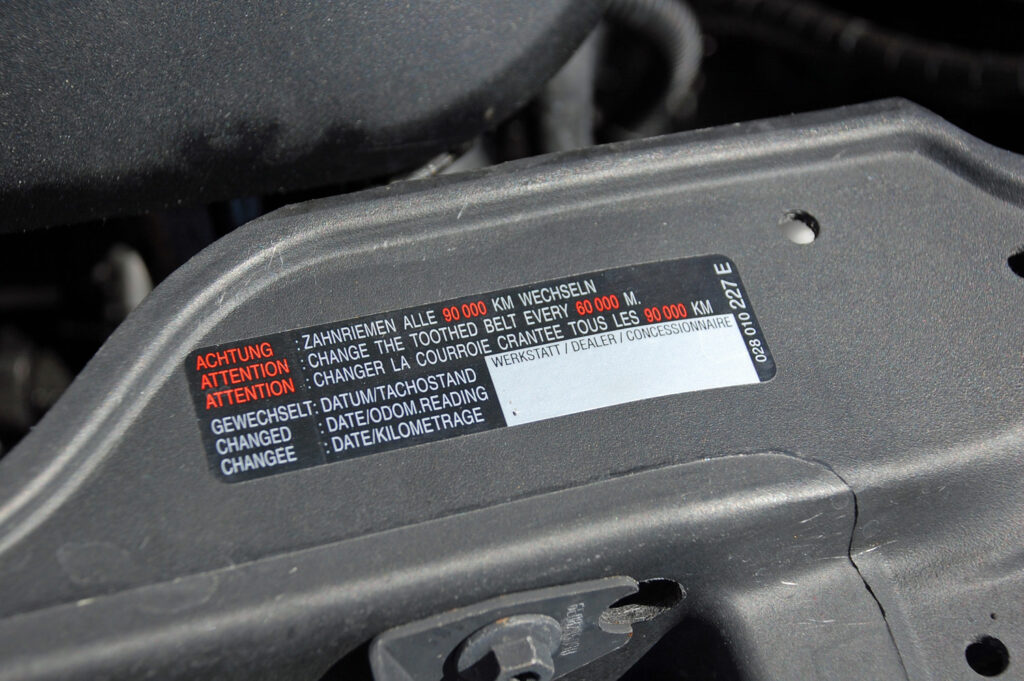 ACHTUNG : ZAHNRIEMEN ALLE 90 000 KM WECHSELN
ATTENTION : CHANGE THE TOOTHED BELT EVERY 60 000 M.
ATTENTION : CHANGER LA COURROIE CRANTEE TOUS LES 90 000 KM
WERKSTATT / DEALER / CONCESSIONNAIRE
GEWECHSELT : DATUM/TACHOSTAND
CHANGED : DATE/ODOM.READING
CHANGEE : DATE/KILOMETRAGE
028 010 227 E